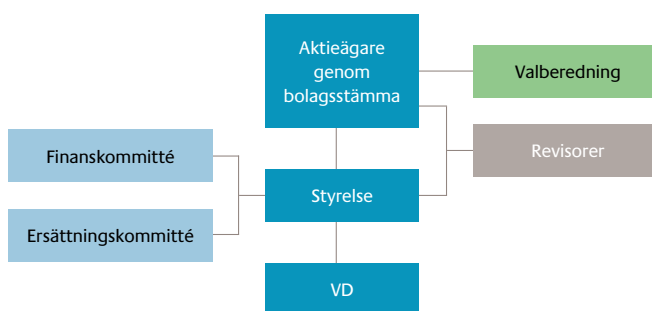 Aktieägare
genom
bolagsstämma
Valberedning
Finanskommitté
Revisorer
Styrelse
Ersättningskommitté
VD